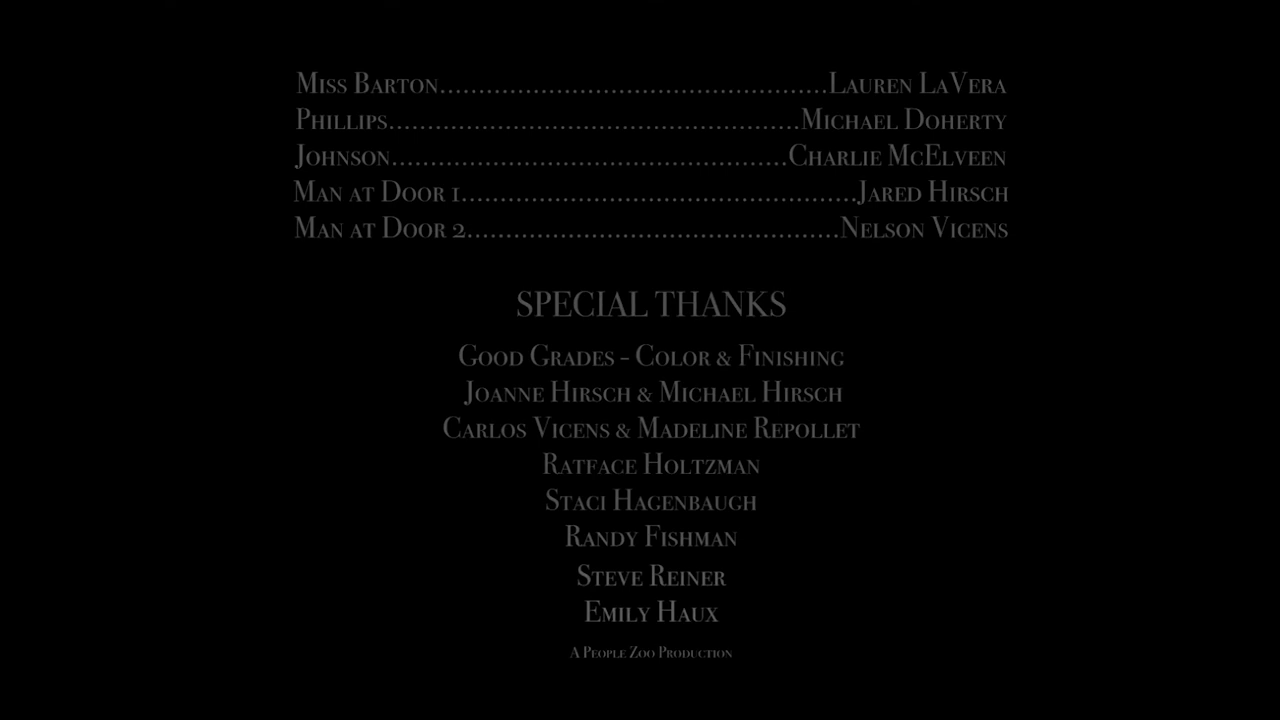 Miss Barton................................................Lauren LaVera
Phillips....................................................Michael Doherty
Johnson..................................................Charlie McElveen
Man at Door 1..................................................Jared Hirsch
Man at Door 2...............................................Nelson Vicens
SPECIAL THANKS
Good Grades - Color & Finishing
Joanne Hirsch & Michael Hirsch
Carlos Vicens & Madeline Repollet
Ratface Holtzman
Staci Hagenbaugh
Randy Fishman
Steve Reiner
Emily Haux
A People Zoo Production